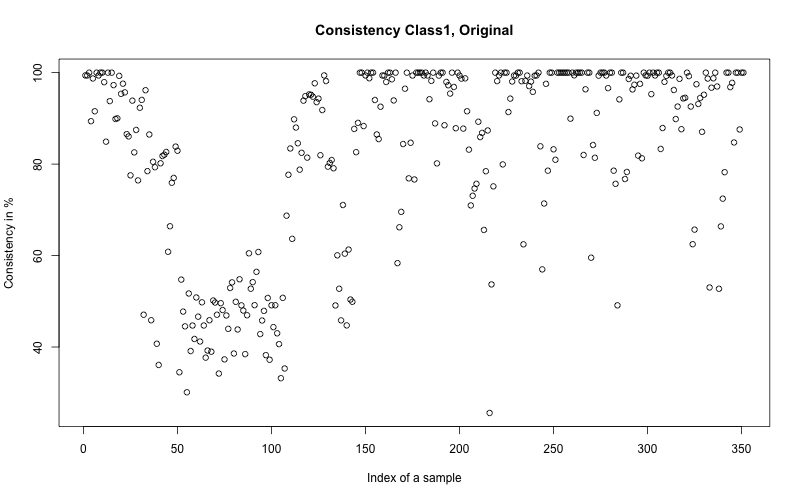 Consistency Class1, Original
Consistency in %
100
80
60
40
0 50 100 150 200 250 300 350
Index of a sample